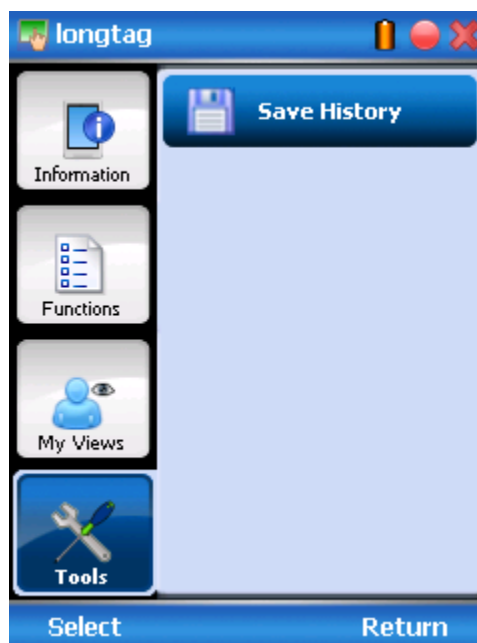 longtag
Save History
Information
Functions
My Views
Tools
Select
Return